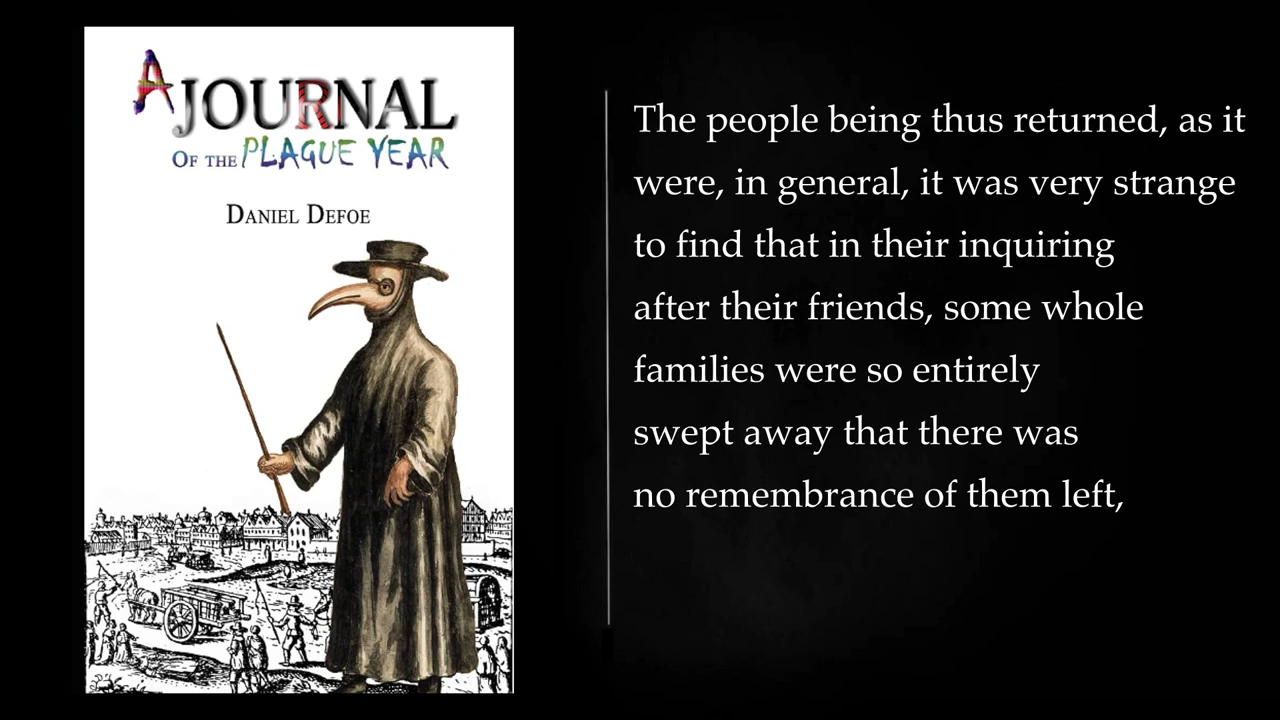 A JOURNAL
OF THE PLAGUE YEAR
DANIEL DEFOE
The people being thus returned, as it
were, in general, it was very strange
to find that in their inquiring
after their friends, some whole
families were so entirely
swept away that there was
no remembrance of them left,